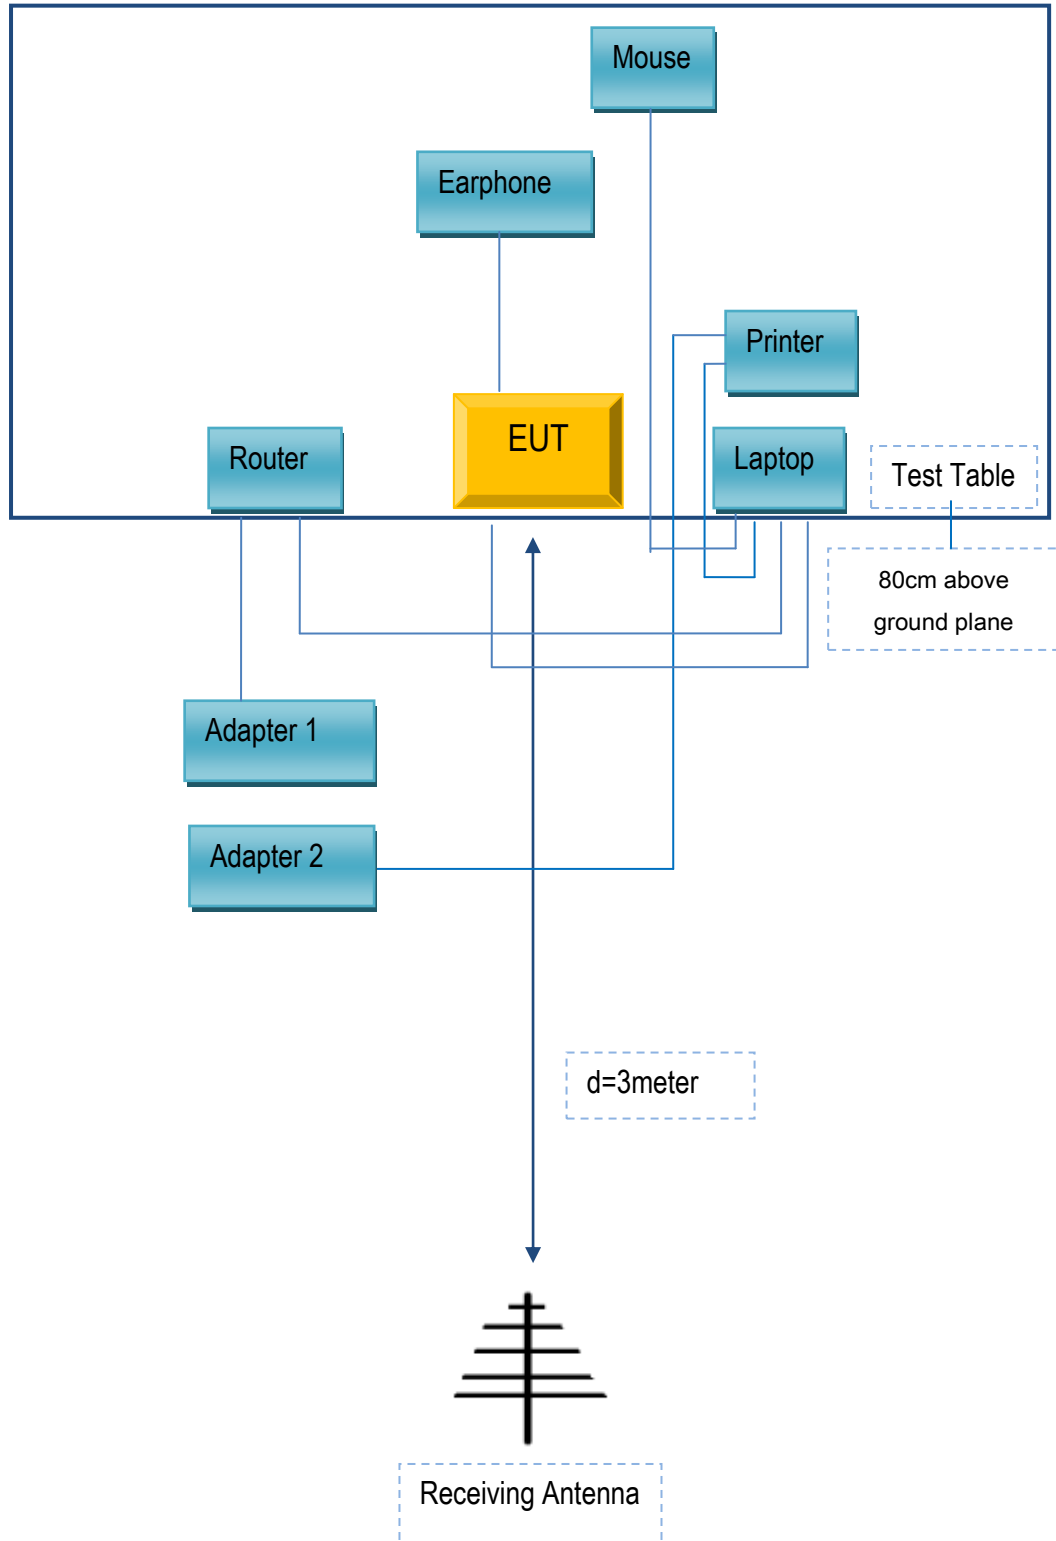 Mouse
Earphone
Printer
EUT
Router
Laptop
Test Table
80cm above
ground plane
Adapter 1
Adapter 2
d=3meter
Receiving Antenna